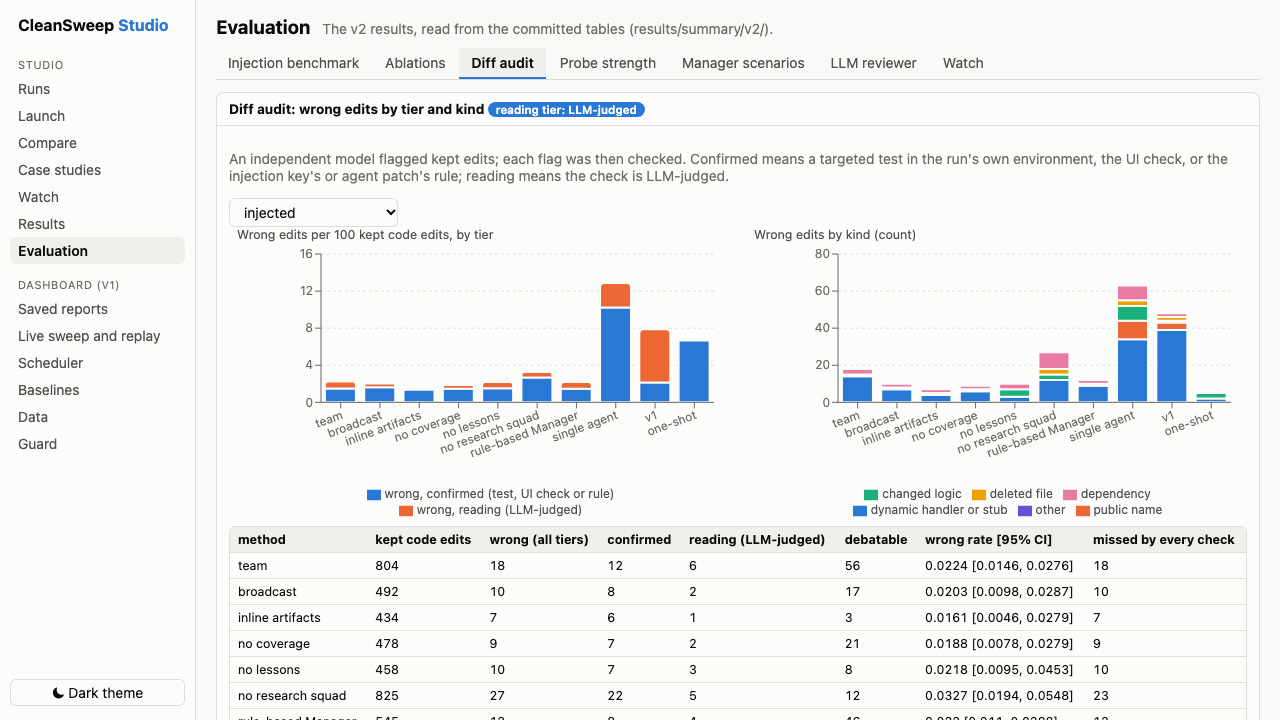 CleanSweep Studio
STUDIO
Runs
Launch
Compare
Case studies
Watch
Results
Evaluation
DASHBOARD (V1)
Saved reports
Live sweep and replay
Scheduler
Baselines
Data
Guard
Dark theme
Evaluation The v2 results, read from the committed tables (results/summary/v2/).
Injection benchmark Ablations Diff audit Probe strength Manager scenarios LLM reviewer Watch
Diff audit: wrong edits by tier and kind reading tier: LLM-judged
An independent model flagged kept edits; each flag was then checked. Confirmed means a targeted test in the run's own environment, the UI check, or the
injection key's or agent patch's rule; reading means the check is LLM-judged.
injected
Wrong edits per 100 kept code edits, by tier
16
12
8
4
0
team broadcast inline artifacts no coverage no lessons no research squad rule-based Manager single agent v1 one-shot
wrong, confirmed (test, UI check or rule)
wrong, reading (LLM-judged)
Wrong edits by kind (count)
80
60
40
20
0
team broadcast inline artifacts no coverage no lessons no research squad rule-based Manager single agent v1 one-shot
changed logic deleted file dependency
dynamic handler or stub other public name
method kept code edits wrong (all tiers) confirmed reading (LLM-judged) debatable wrong rate [95% CI] missed by every check
team 804 18 12 6 56 0.0224 [0.0146, 0.0276] 18
broadcast 492 10 8 2 17 0.0203 [0.0098, 0.0287] 10
inline artifacts 434 7 6 1 3 0.0161 [0.0046, 0.0279] 7
no coverage 478 9 7 2 21 0.0188 [0.0078, 0.0279] 9
no lessons 458 10 7 3 8 0.0218 [0.0095, 0.0453] 10
no research squad 825 27 22 5 12 0.0327 [0.0194, 0.0548] 23